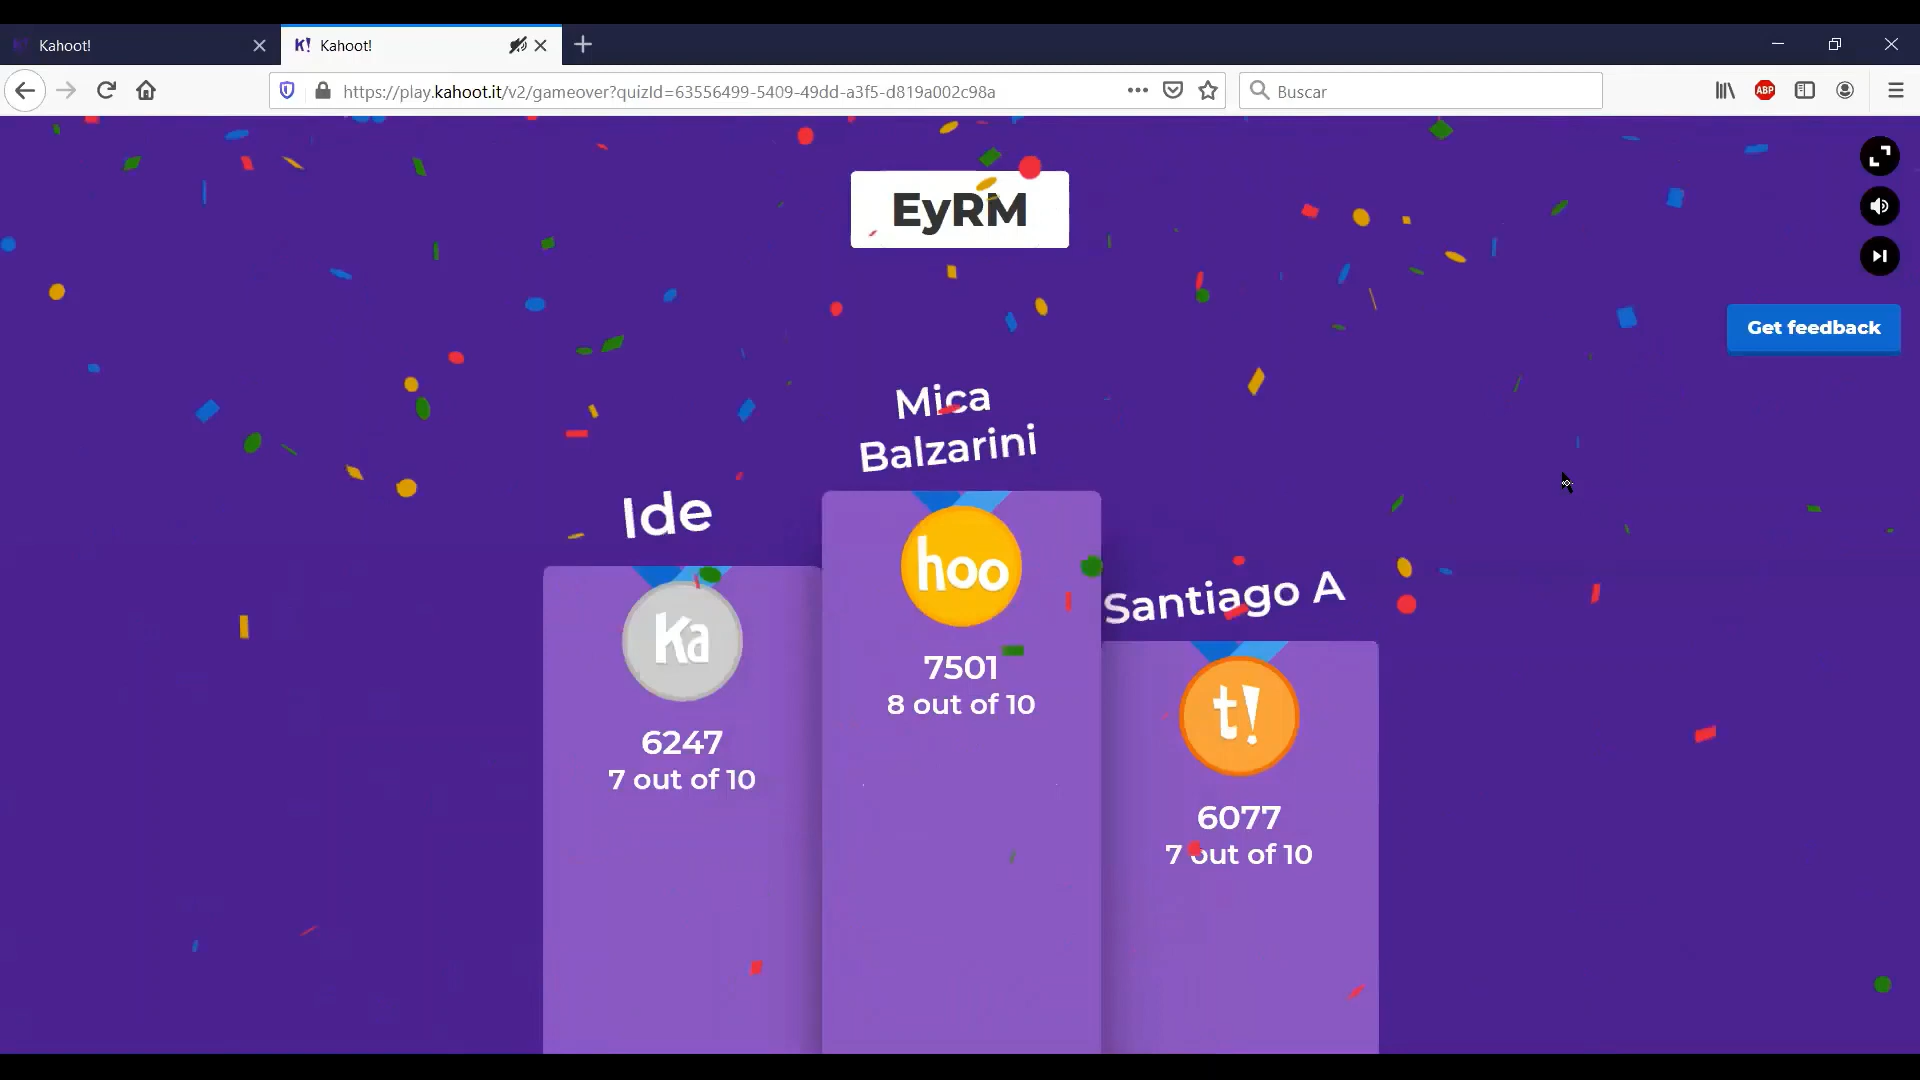 Kahoot!
K! Kahoot!
https://play.kahoot.it/v2/gameover?quizId=63556499-5409-49dd-a3f5-d819a002c98a
Buscar
ABP
EyRM
Get feedback
Mica
Balzarini
Ide
Santiago A
hoo
7501
8 out of 10
Ka
6247
7 out of 10
t!
6077
7 out of 10